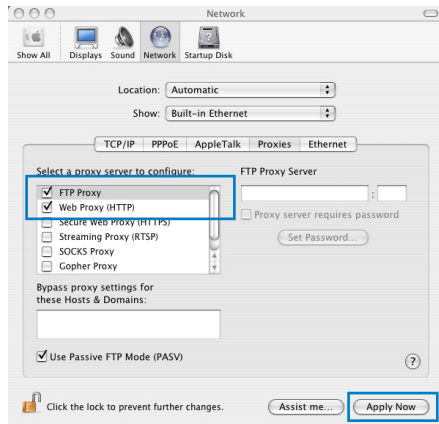 Network
Show All Displays Sound Network Startup Disk
Location: Automatic
Show: Built-in Ethernet
TCP/IP PPPoE AppleTalk Proxies Ethernet
Select a proxy server to configure: FTP Proxy Server
FTP Proxy :
Web Proxy (HTTP) Proxy server requires password
Secure Web Proxy (HTTPS)
Streaming Proxy (RTSP) Set Password...
SOCKS Proxy
Gopher Proxy
Bypass proxy settings for
these Hosts & Domains:
Use Passive FTP Mode (PASV) ?
Click the lock to prevent further changes. Assist me... Apply Now